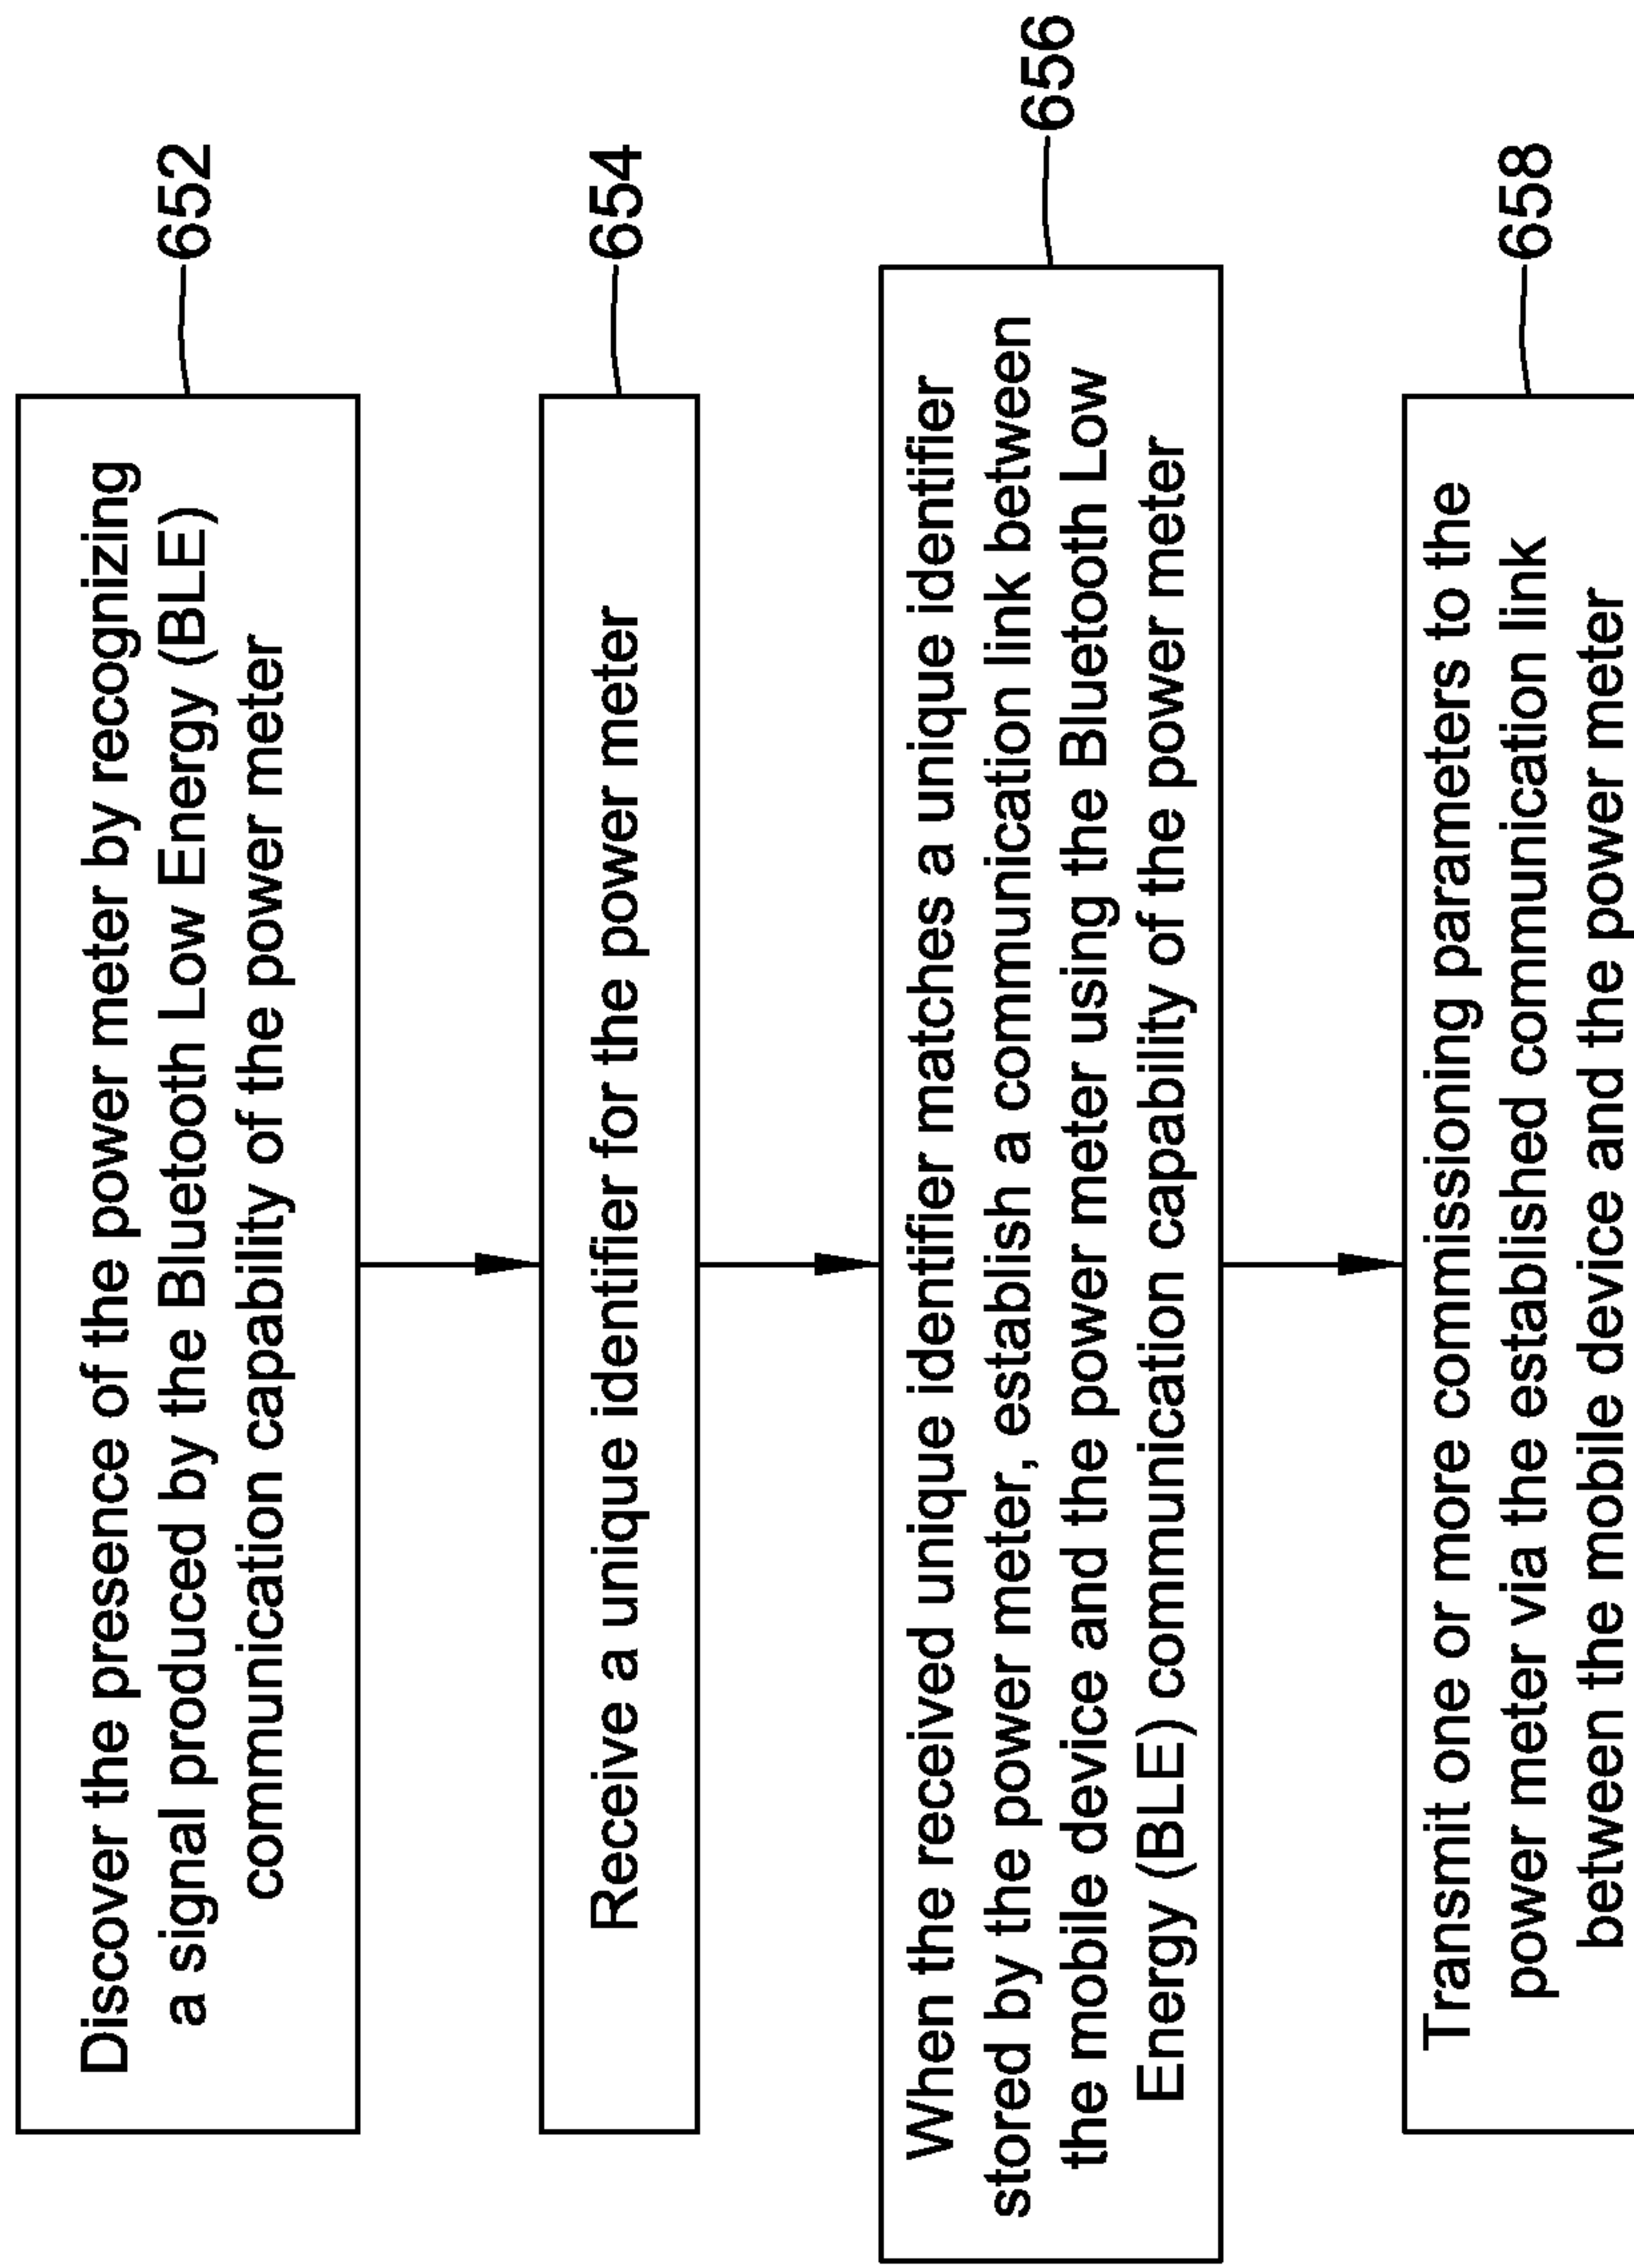 Discover the presence of the power meter by recognizing
a signal produced by the Bluetooth Low Energy (BLE)
communication capability of the power meter
652
Receive a unique identifier for the power meter
654
When the received unique identifier matches a unique identifier
stored by the power meter, establish a communication link between
the mobile device and the power meter using the Bluetooth Low
Energy (BLE) communication capability of the power meter
656
Transmit one or more commissioning parameters to the
power meter via the established communication link
between the mobile device and the power meter
658